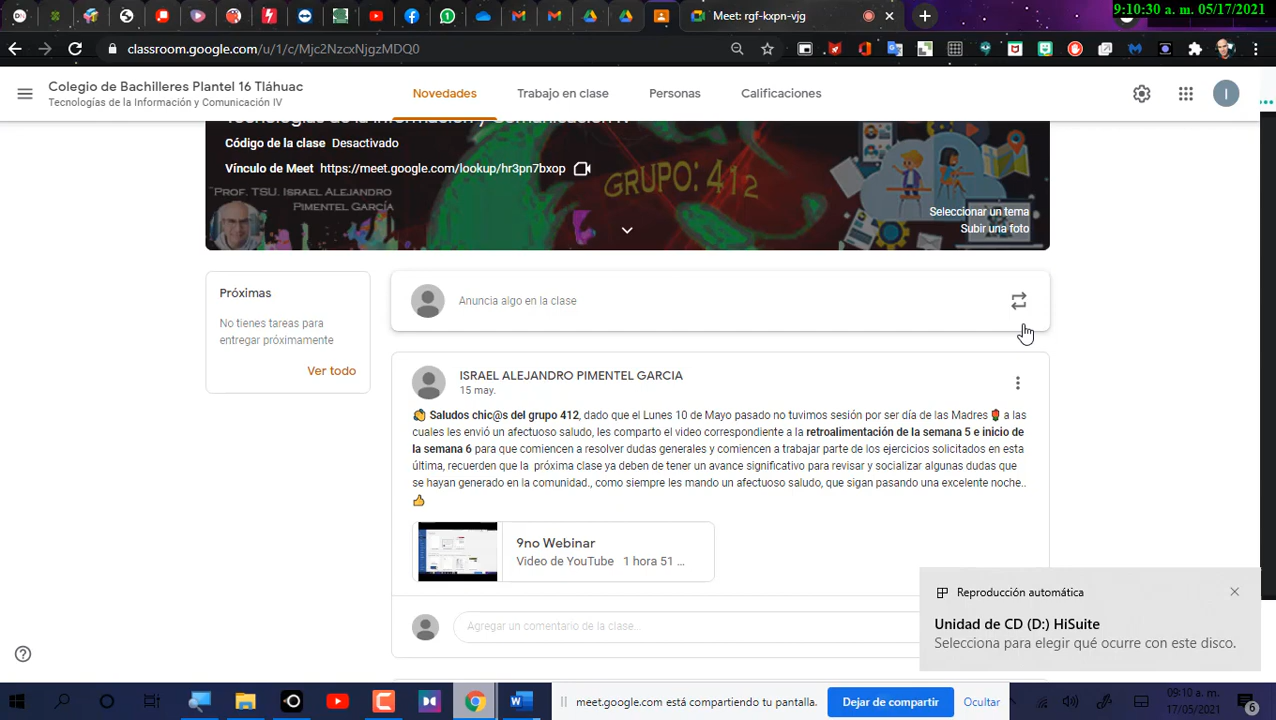 9:10:30 a. m. 05/17/2021
Meet: rgf-kxpn-vjg
classroom.google.com/u/1/c/Mjc2NzcxNjgzMDQ0
Colegio de Bachilleres Plantel 16 Tláhuac
Tecnologías de la Información y Comunicación IV
Novedades
Trabajo en clase
Personas
Calificaciones
I
Código de la clase Desactivado
Vínculo de Meet https://meet.google.com/lookup/hr3pn7bxop
GRUPO: 412
PROF. TSU. ISRAEL ALEJANDRO
PIMENTEL GARCÍA
Seleccionar un tema
Subir una foto
Próximas
No tienes tareas para
entregar próximamente
Ver todo
Anuncia algo en la clase
ISRAEL ALEJANDRO PIMENTEL GARCIA
15 may.
Saludos chic@s del grupo 412, dado que el Lunes 10 de Mayo pasado no tuvimos sesión por ser día de las Madres 🌹 a las
cuales les envió un afectuoso saludo, les comparto el video correspondiente a la retroalimentación de la semana 5 e inicio de
la semana 6 para que comiencen a resolver dudas generales y comiencen a trabajar parte de los ejercicios solicitados en esta
última, recuerden que la próxima clase ya deben de tener un avance significativo para revisar y socializar algunas dudas que
se hayan generado en la comunidad., como siempre les mando un afectuoso saludo, que sigan pasando una excelente noche..
9no Webinar
Video de YouTube 1 hora 51 ...
Agregar un comentario de la clase...
Reproducción automática
Unidad de CD (D:) HiSuite
Selecciona para elegir qué ocurre con este disco.
meet.google.com está compartiendo tu pantalla.
Dejar de compartir
Ocultar
09:10 a. m.
17/05/2021
6